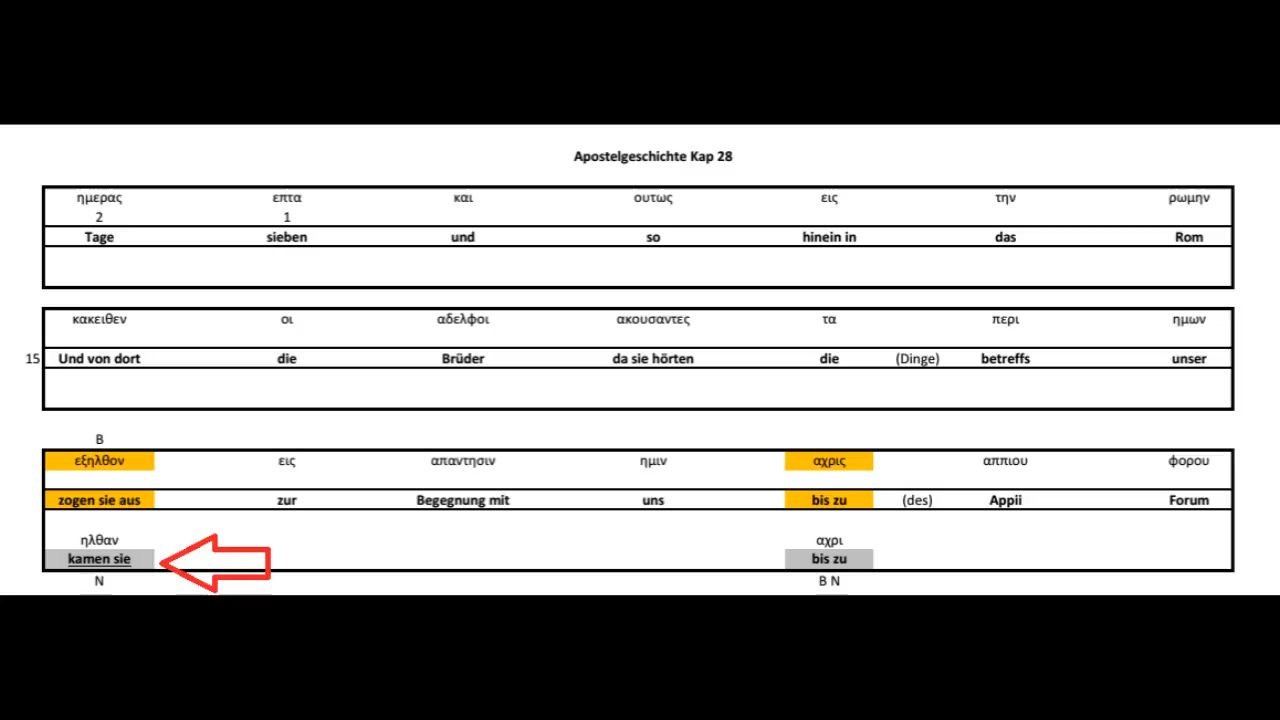 Apostelgeschichte Kap 28
ημερας επτα και ουτως εις την ρωμην
2 1
Tage sieben und so hinein in das Rom
κακειθεν οι αδελφοι ακουσαντες τα περι ημων
15 Und von dort die Brüder da sie hörten die (Dinge) betreffs unser
B
εξηλθον εις απαντησιν ημιν αχρις αππιου φορου
zogen sie aus zur Begegnung mit uns bis zu (des) Appii Forum
ηλθαν αχρι
kamen sie bis zu
N B N